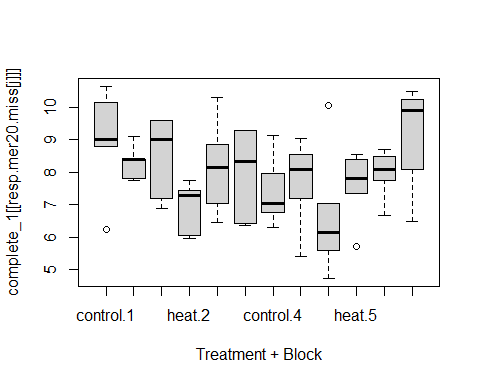 complete_1[[resp.mer20.miss[j]]]
10
9
8
7
6
5
control.1 heat.2 control.4 heat.5
Treatment + Block